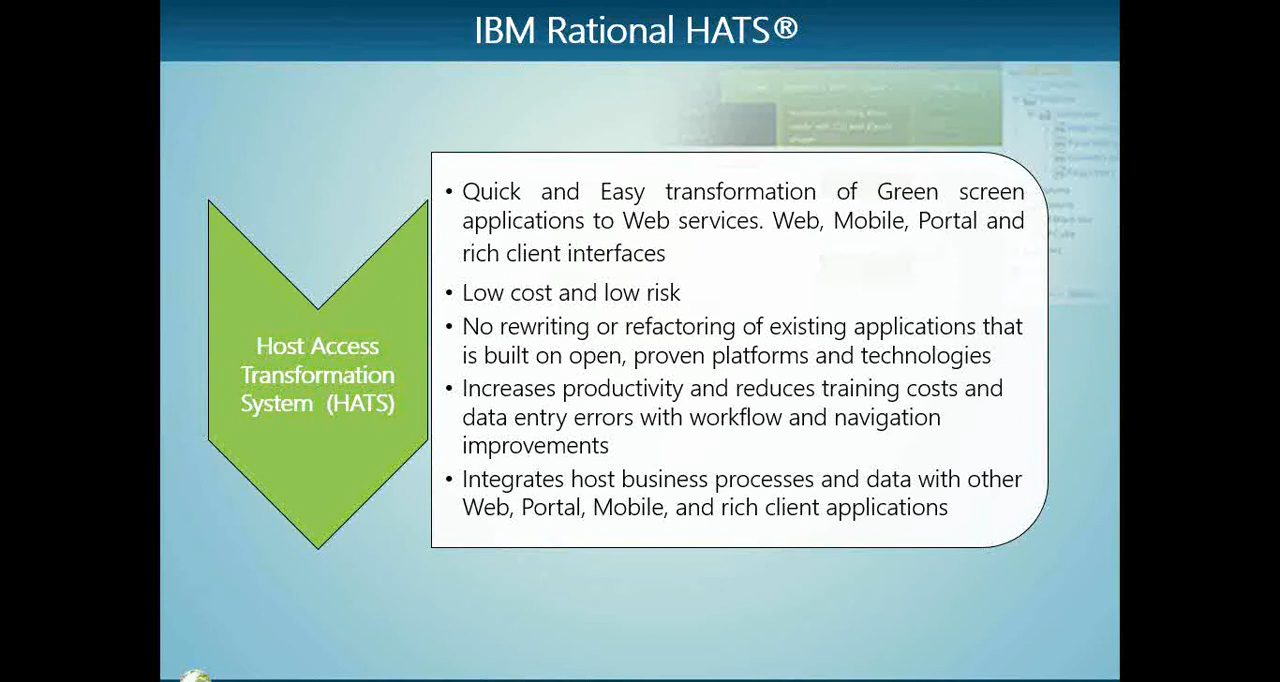 IBM Rational HATS®
Host Access
Transformation
System (HATS)
• Quick and Easy transformation of Green screen
applications to Web services. Web, Mobile, Portal and
rich client interfaces
• Low cost and low risk
• No rewriting or refactoring of existing applications that
is built on open, proven platforms and technologies
• Increases productivity and reduces training costs and
data entry errors with workflow and navigation
improvements
• Integrates host business processes and data with other
Web, Portal, Mobile, and rich client applications